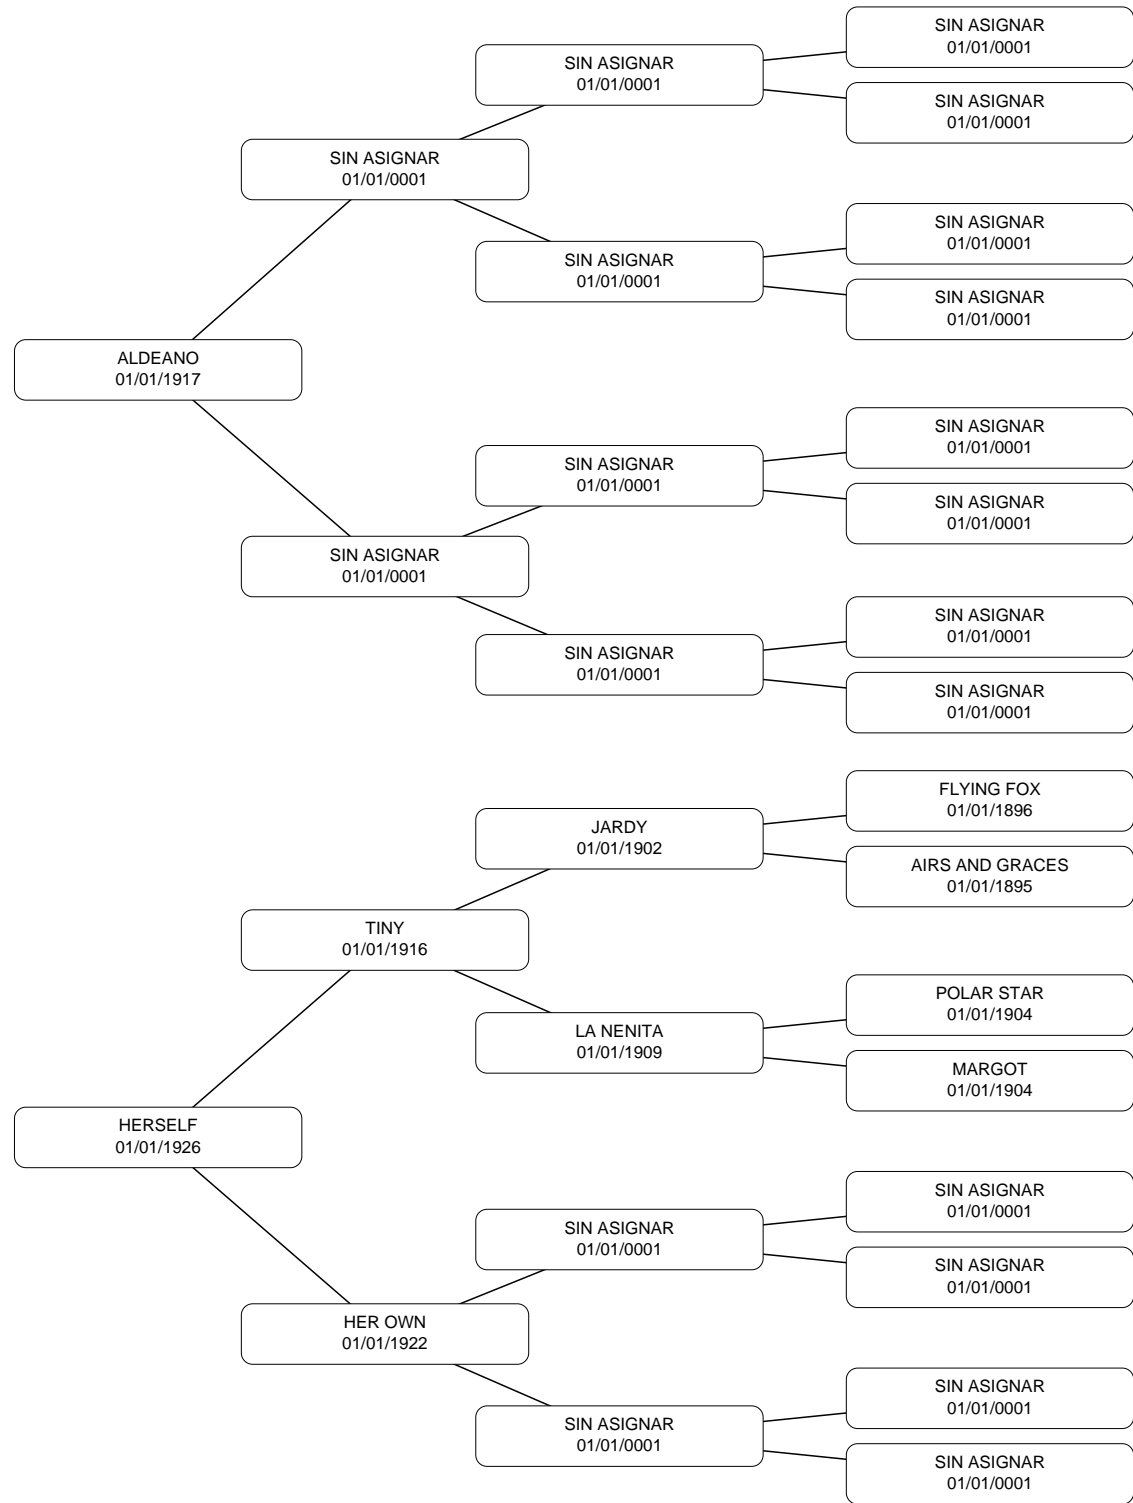 SIN ASIGNAR
01/01/0001
SIN ASIGNAR
01/01/0001
SIN ASIGNAR
01/01/0001
SIN ASIGNAR
01/01/0001
SIN ASIGNAR
01/01/0001
SIN ASIGNAR
01/01/0001
SIN ASIGNAR
01/01/0001
ALDEANO
01/01/1917
SIN ASIGNAR
01/01/0001
SIN ASIGNAR
01/01/0001
SIN ASIGNAR
01/01/0001
SIN ASIGNAR
01/01/0001
SIN ASIGNAR
01/01/0001
SIN ASIGNAR
01/01/0001
SIN ASIGNAR
01/01/0001
FLYING FOX
01/01/1896
JARDY
01/01/1902
AIRS AND GRACES
01/01/1895
TINY
01/01/1916
POLAR STAR
01/01/1904
LA NENITA
01/01/1909
MARGOT
01/01/1904
HERSELF
01/01/1926
SIN ASIGNAR
01/01/0001
SIN ASIGNAR
01/01/0001
SIN ASIGNAR
01/01/0001
HER OWN
01/01/1922
SIN ASIGNAR
01/01/0001
SIN ASIGNAR
01/01/0001
SIN ASIGNAR
01/01/0001